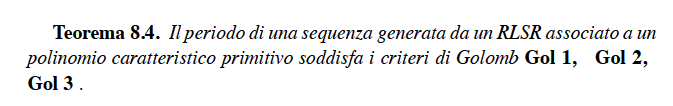 Teorema 8.4. Il periodo di una sequenza generata da un RLSR associato a un
polinomio caratteristico primitivo soddisfa i criteri di Golomb Gol 1, Gol 2,
Gol 3 .